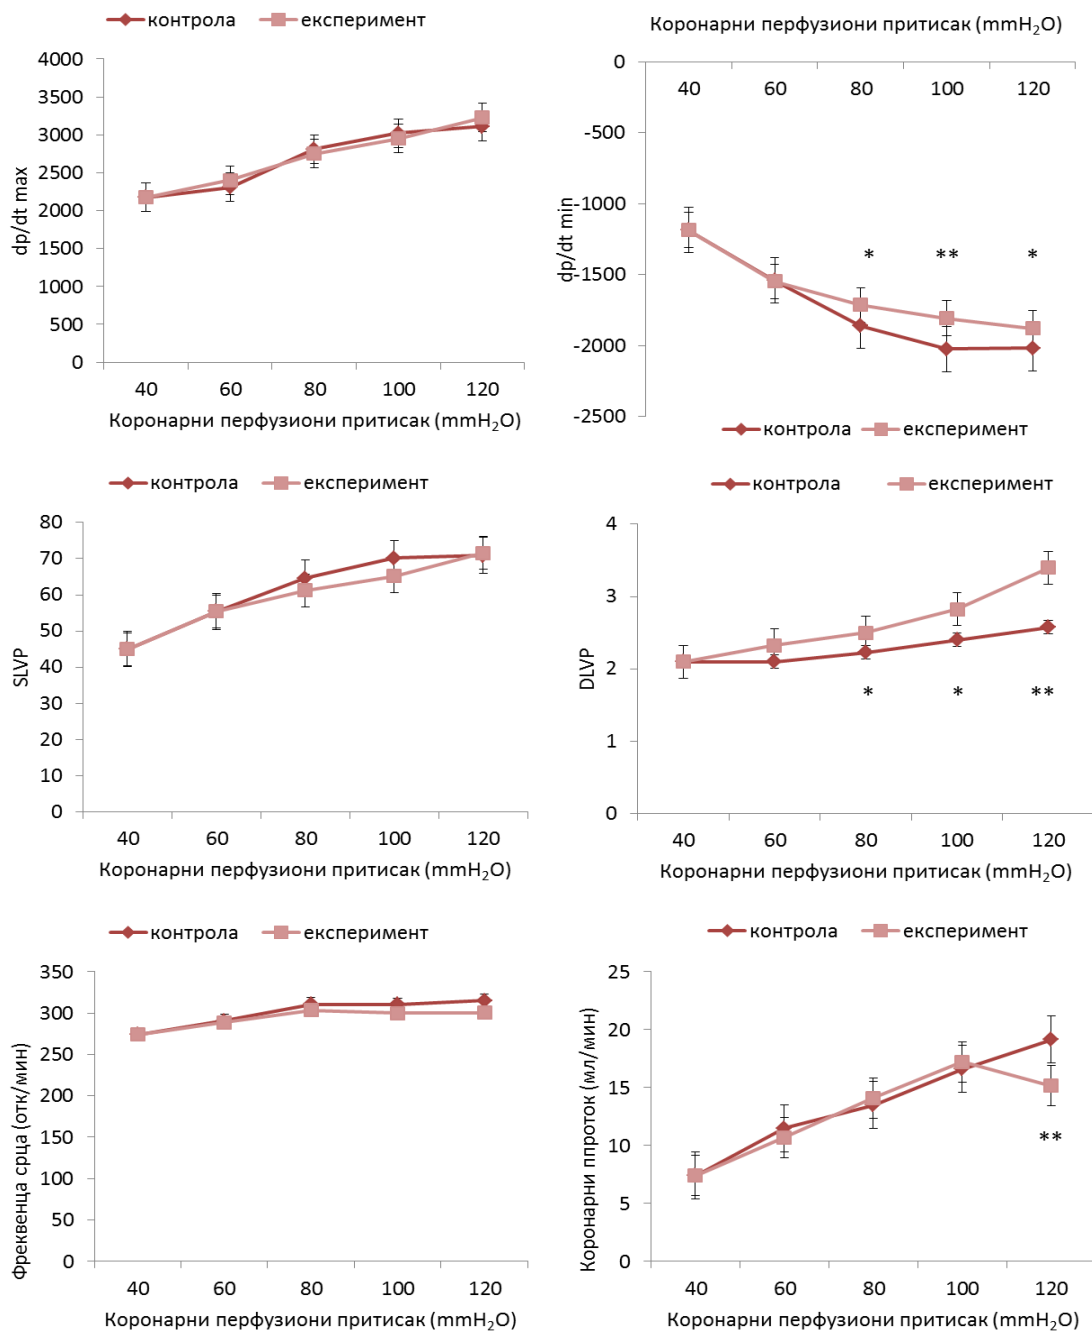 контрола експеримент
4000
3500
3000
2500
2000
1500
1000
500
0
dp/dt max
40 60 80 100 120
Коронарни перфузиони притисак (mmH₂O)
Коронарни перфузиони притисак (mmH₂O)
0
40 60 80 100 120
-500
-1000
-1500
-2000
-2500
dp/dt min
* ** *
контрола експеримент
контрола експеримент
80
70
60
50
40
30
20
10
0
SLVP
40 60 80 100 120
Коронарни перфузиони притисак (mmH₂O)
контрола експеримент
4
3
2
1
0
DLVP
* * **
40 60 80 100 120
Коронарни перфузиони притисак (mmH₂O)
контрола експеримент
350
300
250
200
150
100
50
0
Фреквенца срца (отк/мин)
40 60 80 100 120
Коронарни перфузиони притисак (mmH₂O)
контрола експеримент
25
20
15
10
5
0
Коронарни ппроток (мл/мин)
**
40 60 80 100 120
Коронарни перфузиони притисак (mmH₂O)